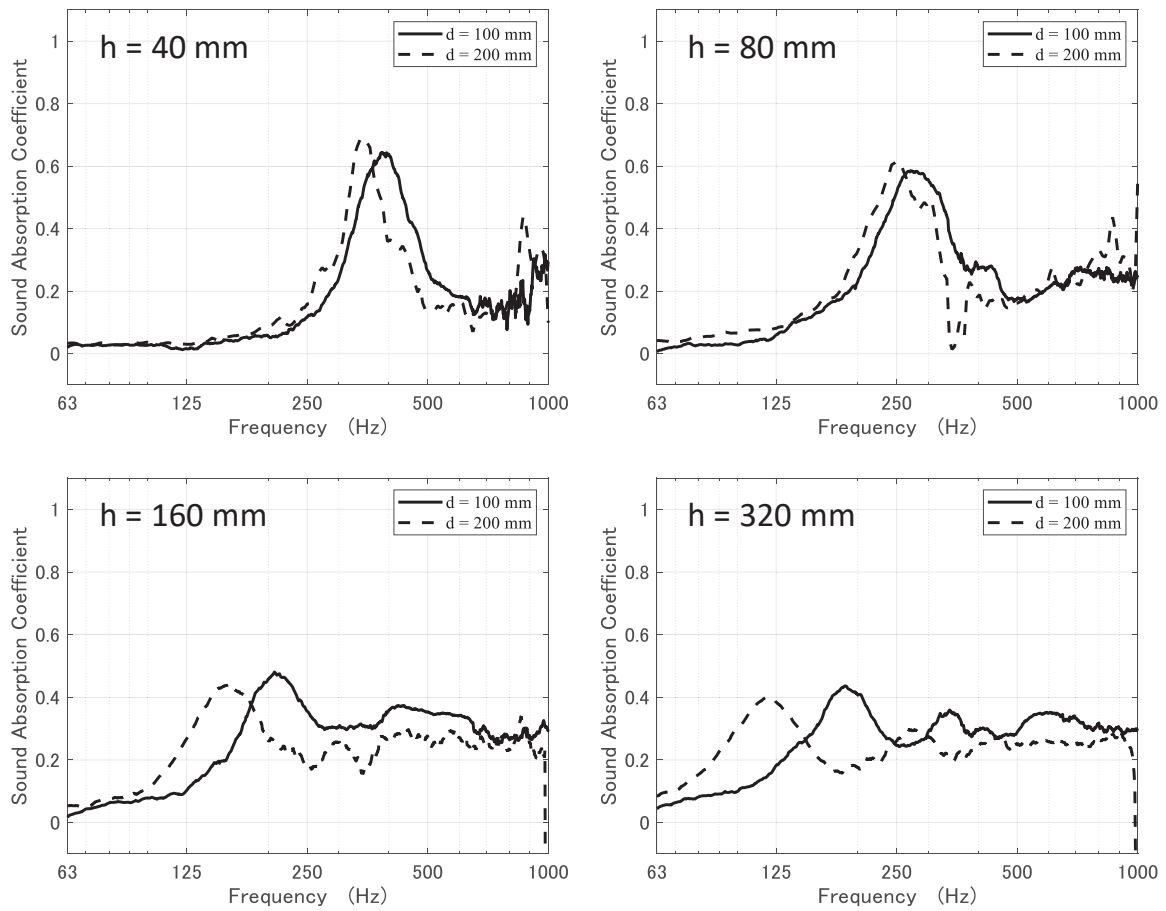 h = 40 mm
d = 100 mm
d = 200 mm
Sound Absorption Coefficient
1
0.8
0.6
0.4
0.2
0
63 125 250 500 1000
Frequency (Hz)
h = 80 mm
d = 100 mm
d = 200 mm
Sound Absorption Coefficient
1
0.8
0.6
0.4
0.2
0
63 125 250 500 1000
Frequency (Hz)
h = 160 mm
d = 100 mm
d = 200 mm
Sound Absorption Coefficient
1
0.8
0.6
0.4
0.2
0
63 125 250 500 1000
Frequency (Hz)
h = 320 mm
d = 100 mm
d = 200 mm
Sound Absorption Coefficient
1
0.8
0.6
0.4
0.2
0
63 125 250 500 1000
Frequency (Hz)